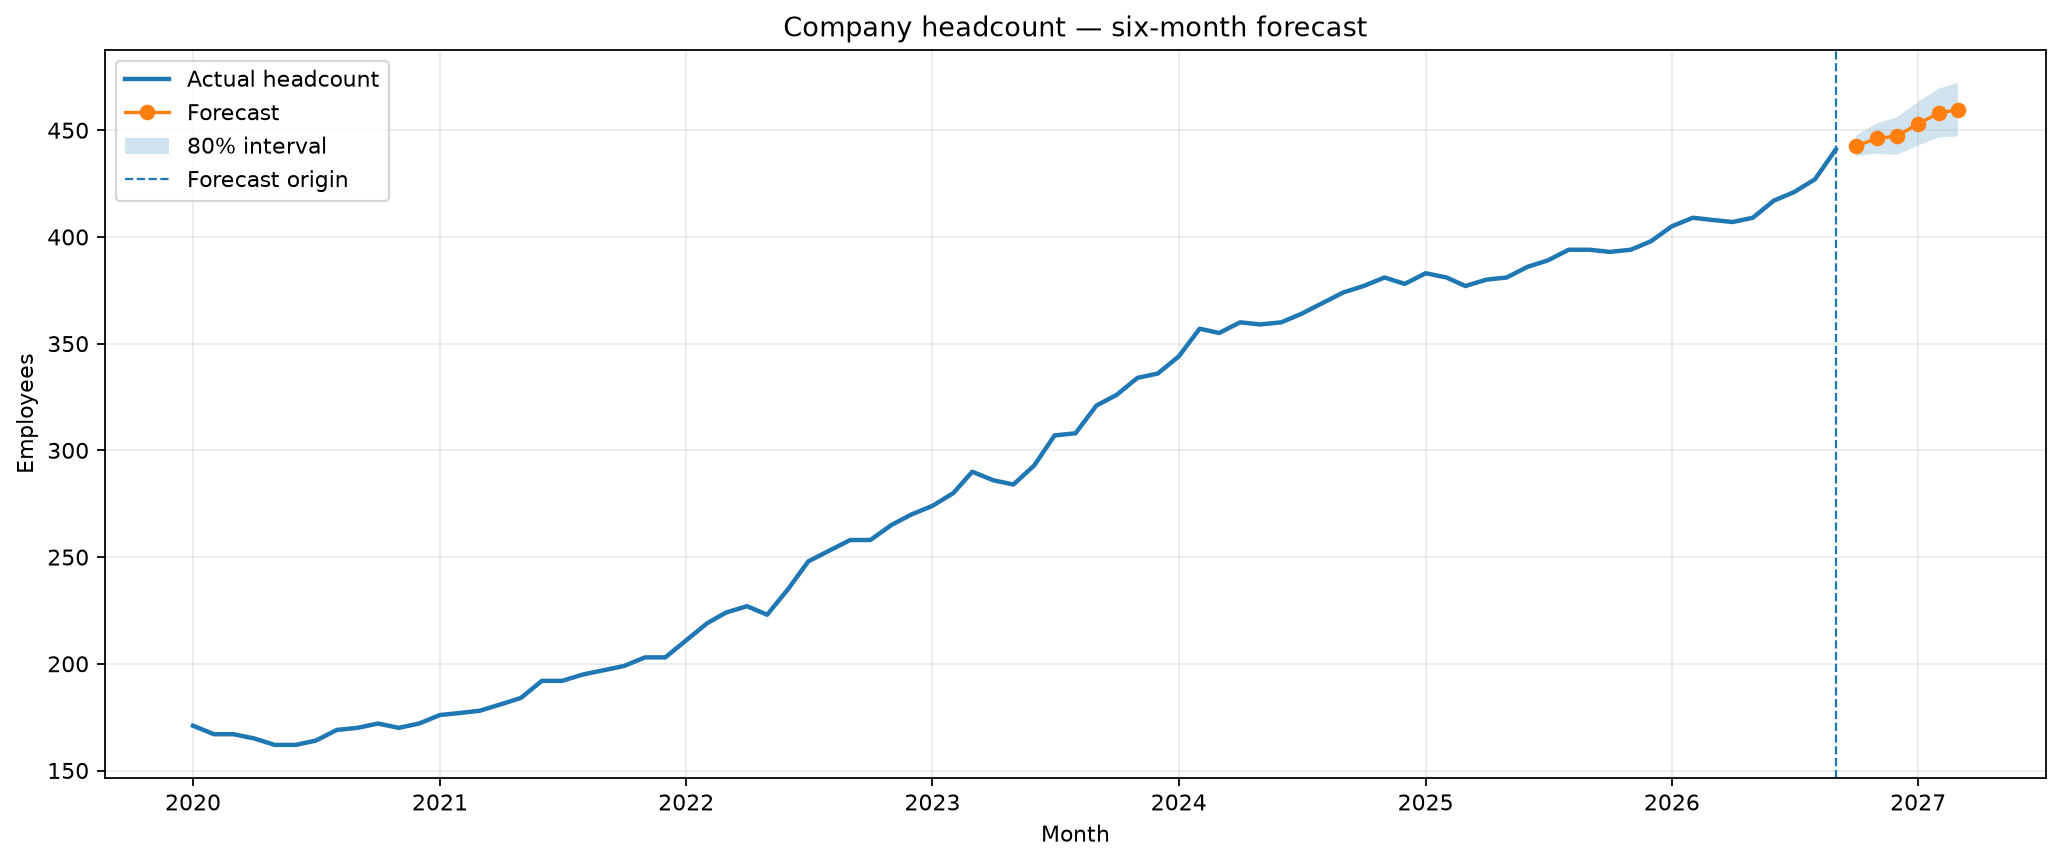 Company headcount — six-month forecast
Actual headcount
Forecast
80% interval
Forecast origin
Employees
450
400
350
300
250
200
150
2020 2021 2022 2023 2024 2025 2026 2027
Month